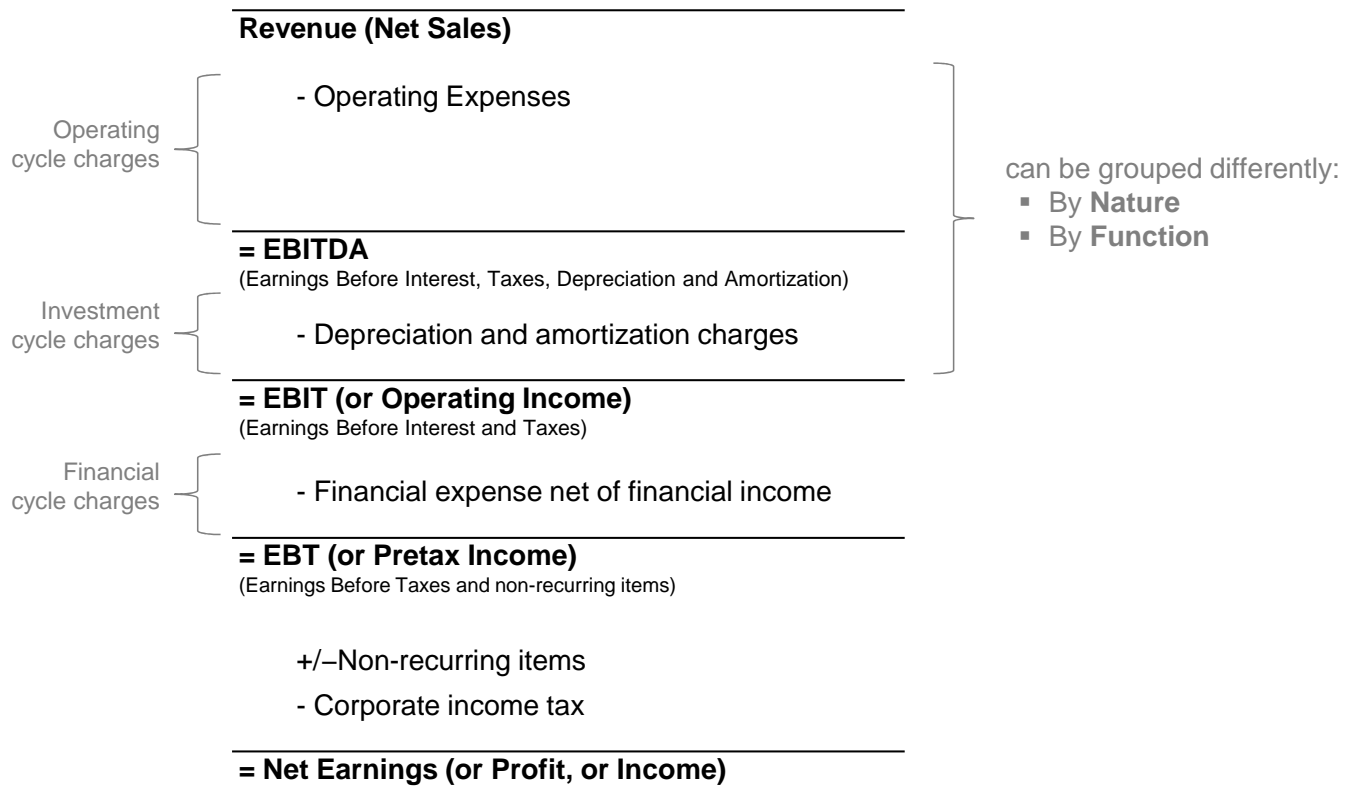 Revenue (Net Sales)
- Operating Expenses
Operating
cycle charges
can be grouped differently:
▪ By Nature
▪ By Function
= EBITDA
(Earnings Before Interest, Taxes, Depreciation and Amortization)
Investment
cycle charges
- Depreciation and amortization charges
= EBIT (or Operating Income)
(Earnings Before Interest and Taxes)
Financial
cycle charges
- Financial expense net of financial income
= EBT (or Pretax Income)
(Earnings Before Taxes and non-recurring items)
+/−Non-recurring items
- Corporate income tax
= Net Earnings (or Profit, or Income)